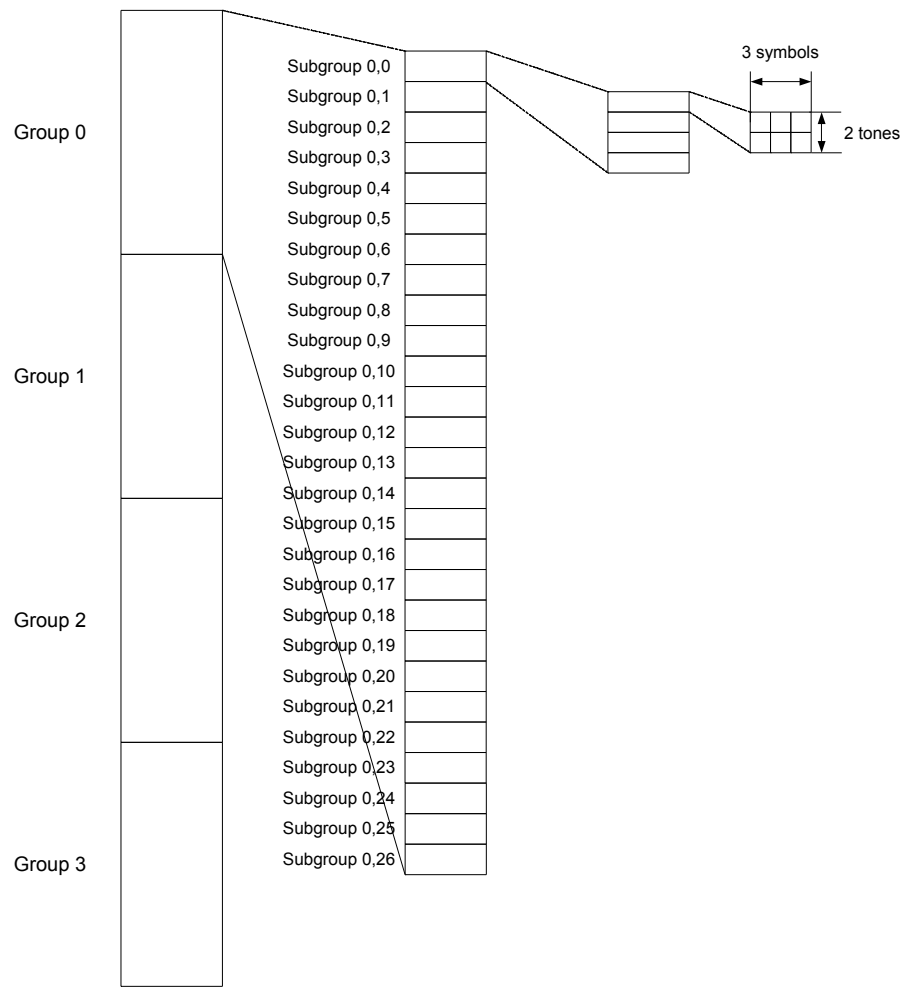 3 symbols
2 tones
Group 0
Group 1
Group 2
Group 3
Subgroup 0,0
Subgroup 0,1
Subgroup 0,2
Subgroup 0,3
Subgroup 0,4
Subgroup 0,5
Subgroup 0,6
Subgroup 0,7
Subgroup 0,8
Subgroup 0,9
Subgroup 0,10
Subgroup 0,11
Subgroup 0,12
Subgroup 0,13
Subgroup 0,14
Subgroup 0,15
Subgroup 0,16
Subgroup 0,17
Subgroup 0,18
Subgroup 0,19
Subgroup 0,20
Subgroup 0,21
Subgroup 0,22
Subgroup 0,23
Subgroup 0,24
Subgroup 0,25
Subgroup 0,26